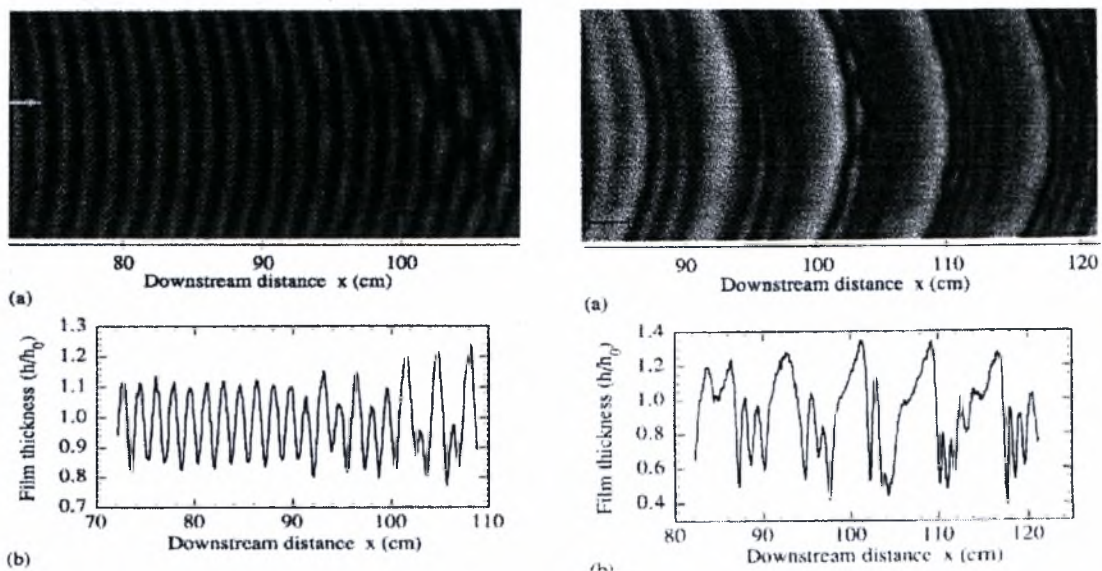 80 90 100
Downstream distance x (cm)
(a)
Film thickness (h/h0)
1.3
1.2
1.1
1.0
0.9
0.8
0.7
70 80 90 100 110
Downstream distance x (cm)
(b)
90 100 110 120
Downstream distance x (cm)
(a)
Film thickness (h/h0)
1.4
1.2
1.0
0.8
0.6
0.4
80 90 100 110 120
Downstream distance x (cm)
(b)